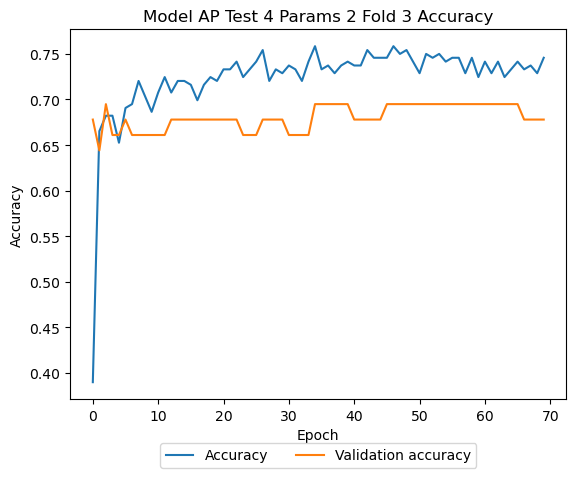 Model AP Test 4 Params 2 Fold 3 Accuracy
0.75
0.70
0.65
0.60
0.55
0.50
0.45
0.40
Accuracy
0 10 20 30 40 50 60 70
Epoch
Accuracy Validation accuracy